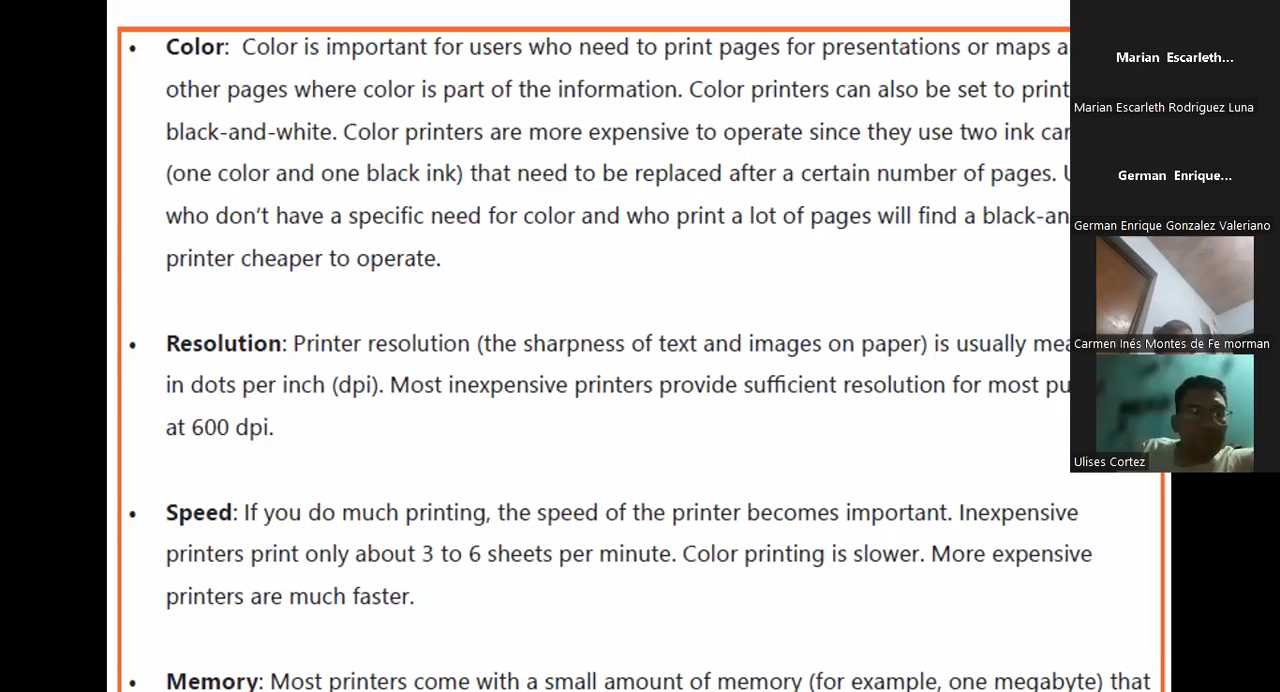 • Color: Color is important for users who need to print pages for presentations or maps a
other pages where color is part of the information. Color printers can also be set to print
black-and-white. Color printers are more expensive to operate since they use two ink car
(one color and one black ink) that need to be replaced after a certain number of pages. U
who don’t have a specific need for color and who print a lot of pages will find a black-an
printer cheaper to operate.
• Resolution: Printer resolution (the sharpness of text and images on paper) is usually mea
in dots per inch (dpi). Most inexpensive printers provide sufficient resolution for most pu
at 600 dpi.
• Speed: If you do much printing, the speed of the printer becomes important. Inexpensive
printers print only about 3 to 6 sheets per minute. Color printing is slower. More expensive
printers are much faster.
• Memory: Most printers come with a small amount of memory (for example, one megabyte) that
Marian Escarleth...
Marian Escarleth Rodriguez Luna
German Enrique...
German Enrique Gonzalez Valeriano
Carmen Inés Montes de Fe morman
Ulises Cortez